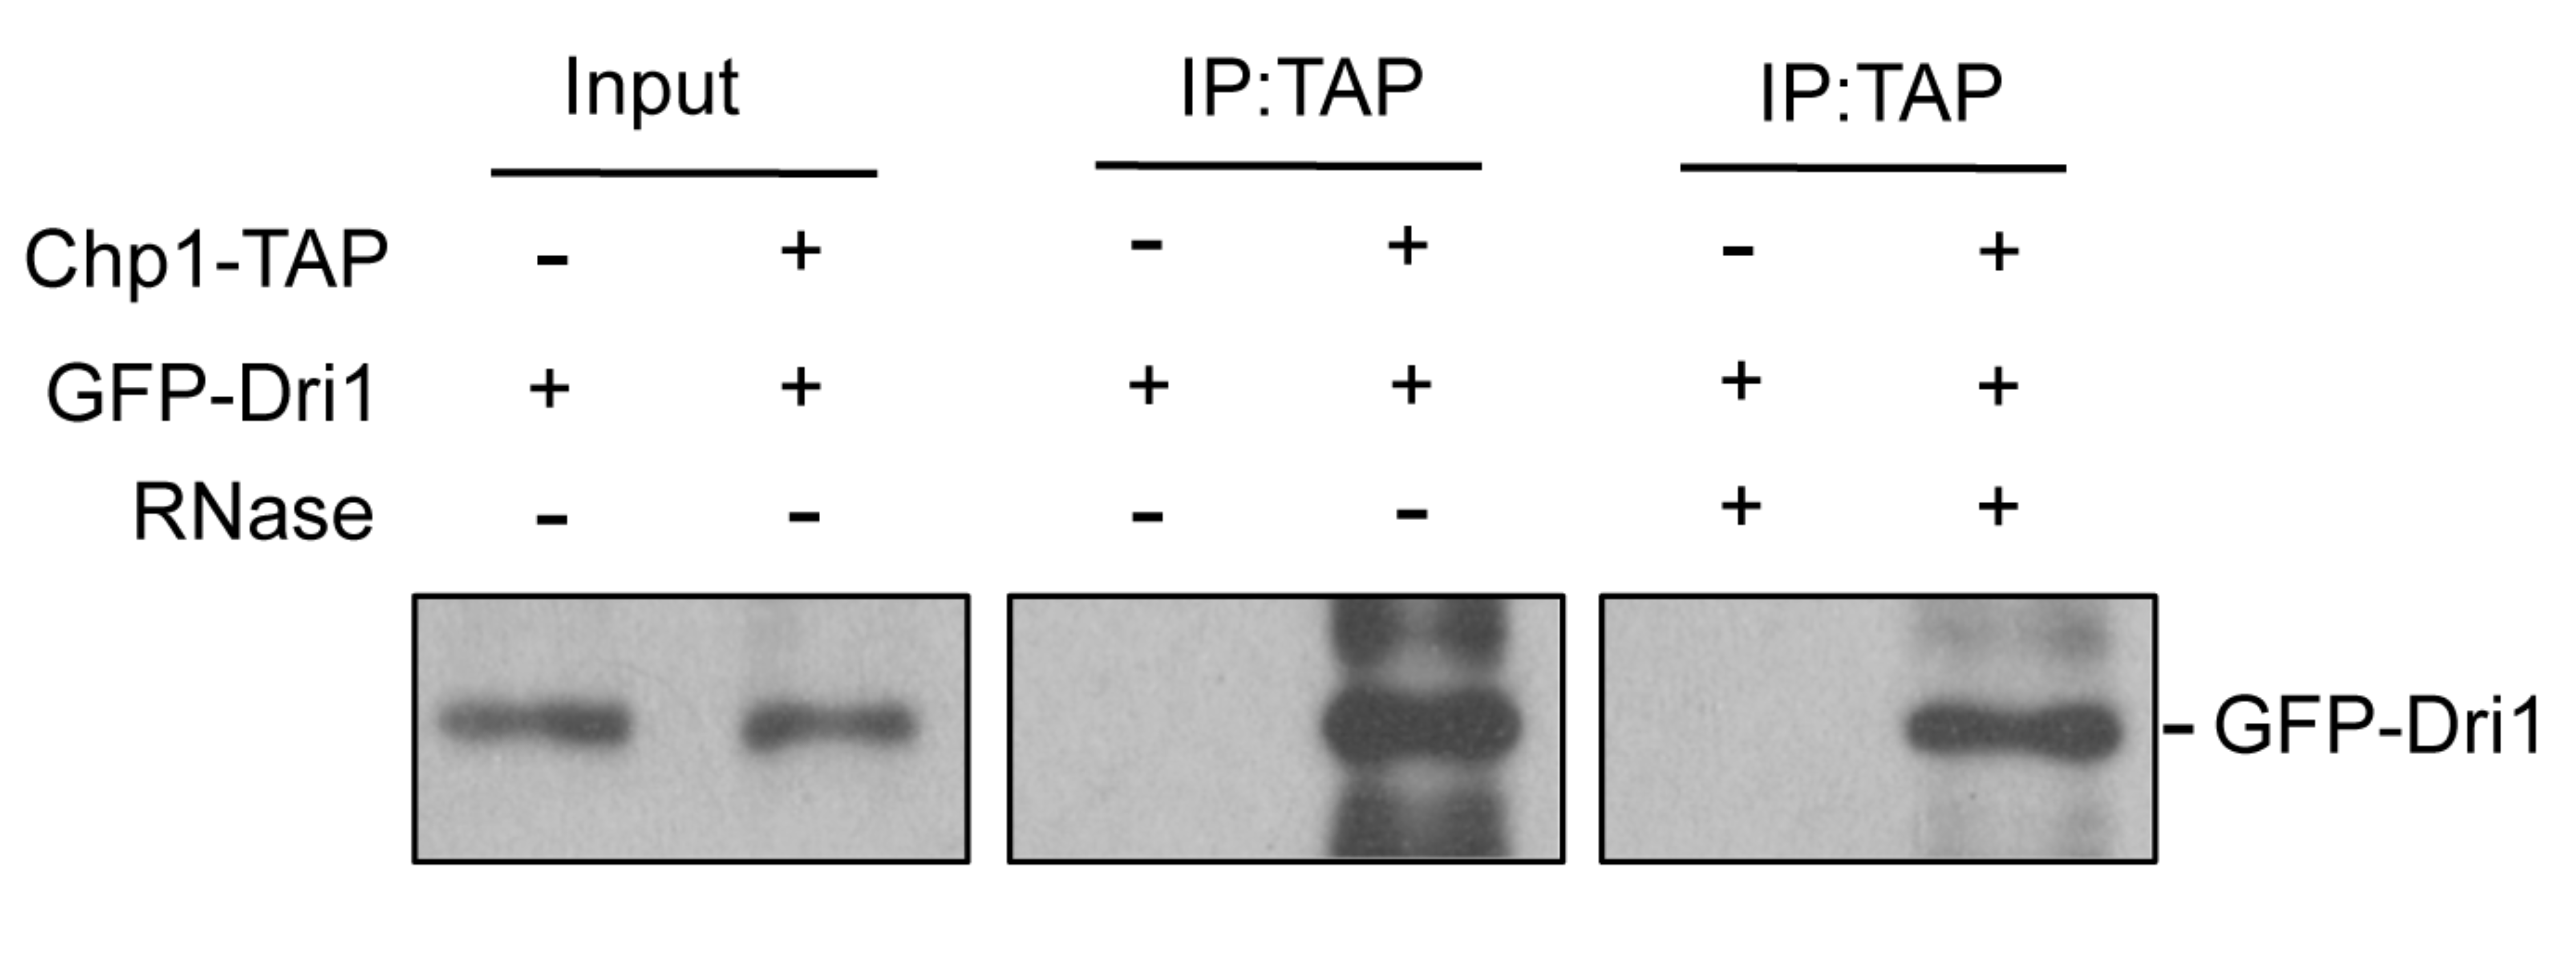 Input IP:TAP IP:TAP
Chp1-TAP - + - + - +
GFP-Dri1 + + + + + +
RNase - - - - + +
- GFP-Dri1